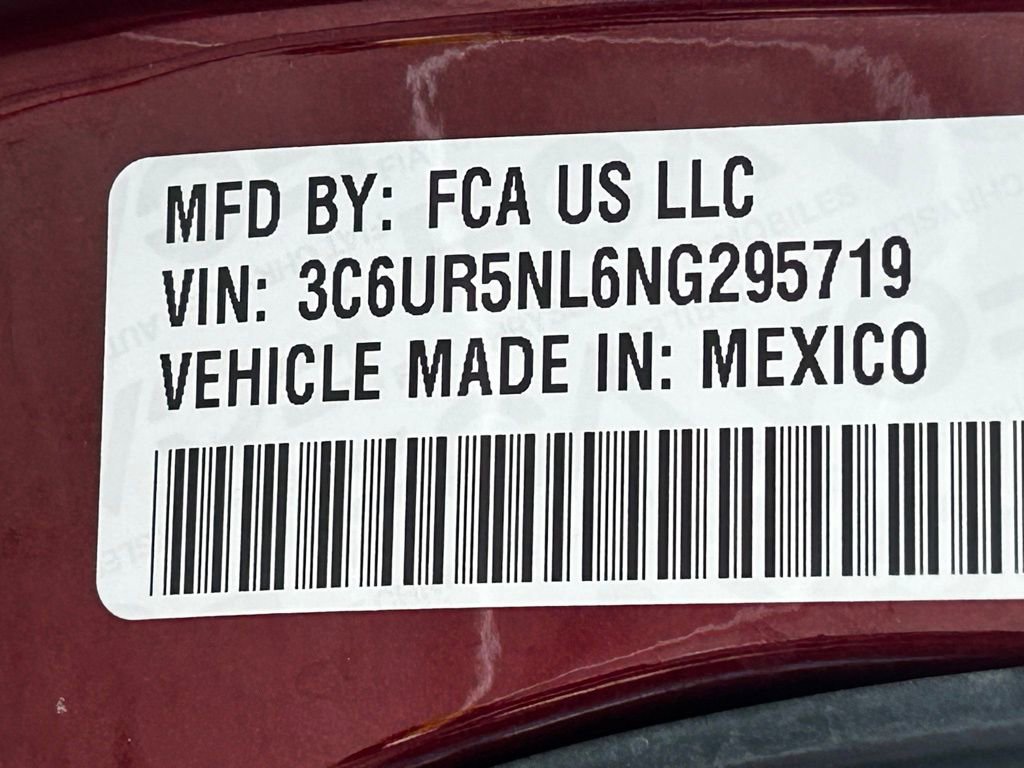 MFD BY: FCA US LLC
VIN: 3C6UR5NL6NG295719
VEHICLE MADE IN: MEXICO